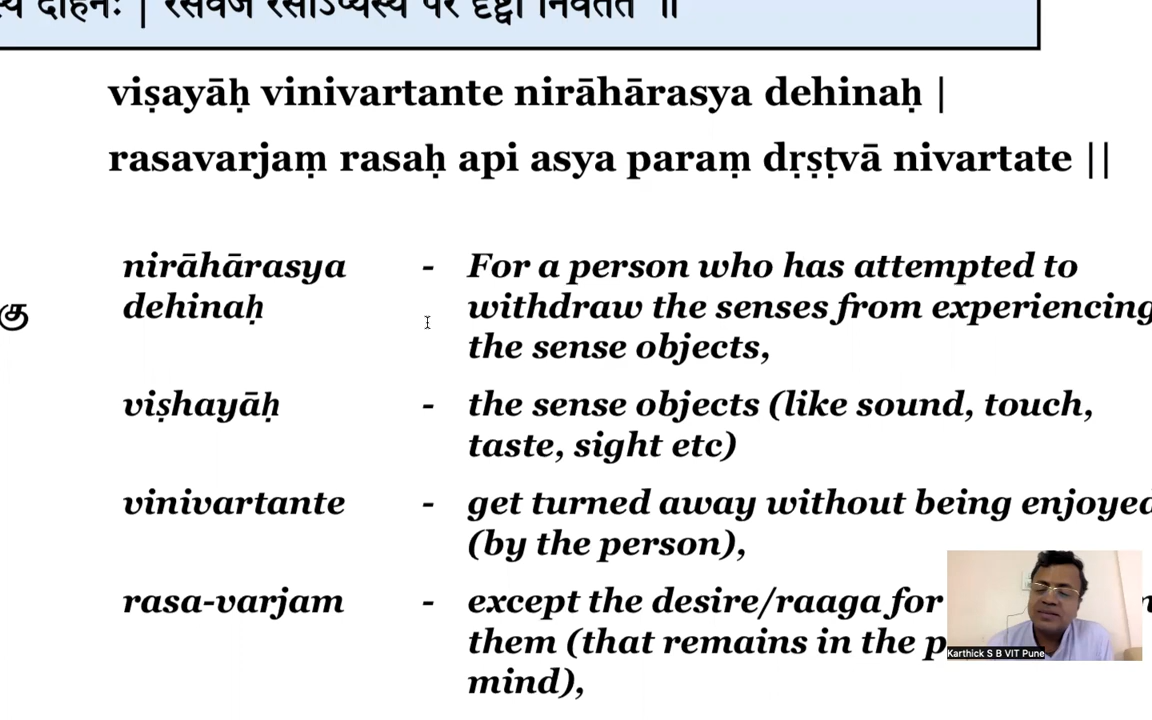 दृष्ट्वा निवर्तते ॥
viṣayāḥ vinivartante nirāhārasya dehinaḥ |
rasavarjaṃ rasaḥ api asya paraṃ dṛṣṭvā nivartate ||
nirāhārasya - For a person who has attempted to
dehinaḥ withdraw the senses from experiencing
கு
the sense objects,
viṣhayāḥ - the sense objects (like sound, touch,
taste, sight etc)
vinivartante - get turned away without being enjoyed
(by the person),
rasa-varjam - except the desire/raaga for
them (that remains in the p
mind),
Karthick S B VIT Pune